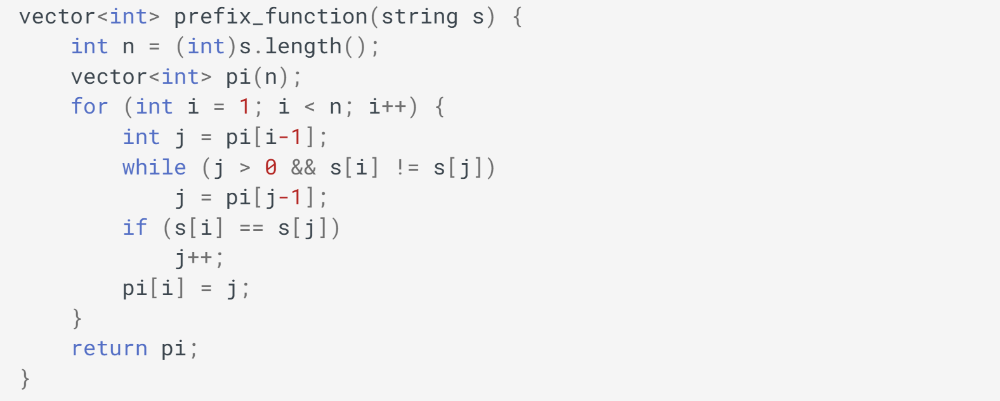 vector<int> prefix_function(string s) {
    int n = (int)s.length();
    vector<int> pi(n);
    for (int i = 1; i < n; i++) {
        int j = pi[i-1];
        while (j > 0 && s[i] != s[j])
            j = pi[j-1];
        if (s[i] == s[j])
            j++;
        pi[i] = j;
    }
    return pi;
}